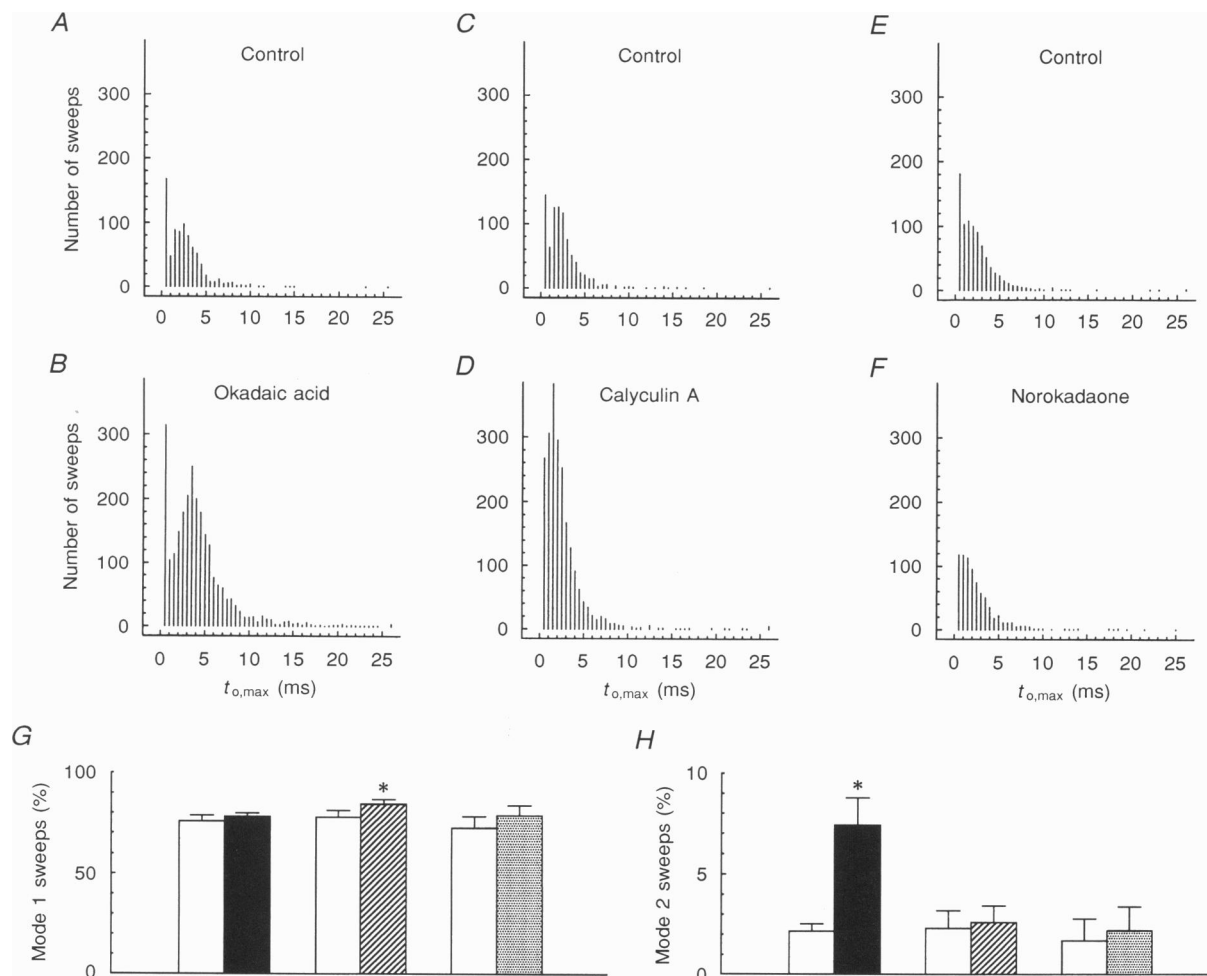 A
Control
Number of sweeps
300
200
100
0
0 5 10 15 20 25
C
Control
300
200
100
0
0 5 10 15 20 25
E
Control
300
200
100
0
0 5 10 15 20 25
B
Okadaic acid
Number of sweeps
300
200
100
0
0 5 10 15 20 25
t o,max (ms)
D
Calyculin A
300
200
100
0
0 5 10 15 20 25
t o,max (ms)
F
Norokadaone
300
200
100
0
0 5 10 15 20 25
t o,max (ms)
G
Mode 1 sweeps (%)
100
50
0
*
H
Mode 2 sweeps (%)
10
5
0
*